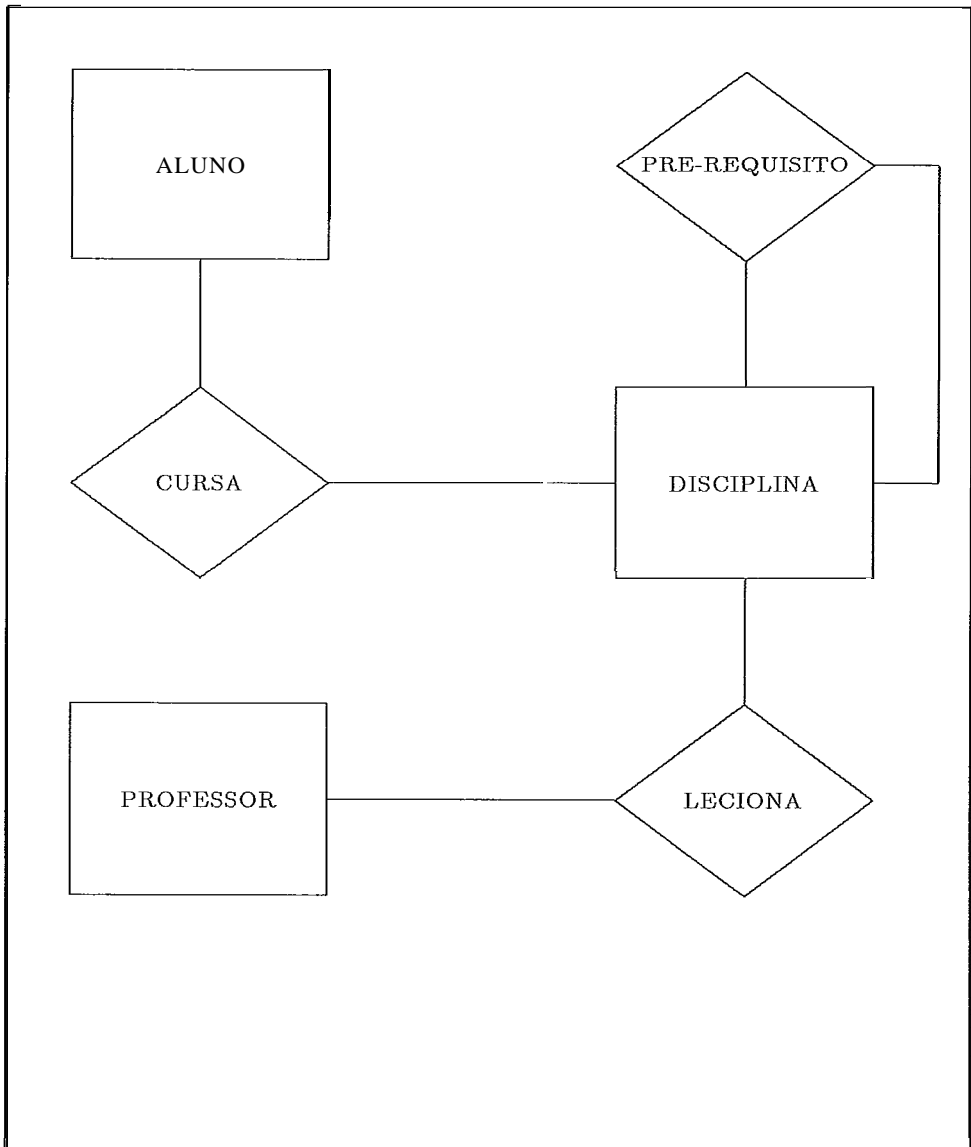 ALUNO
PRE-REQUISITO
CURSA
DISCIPLINA
PROFESSOR
LECIONA